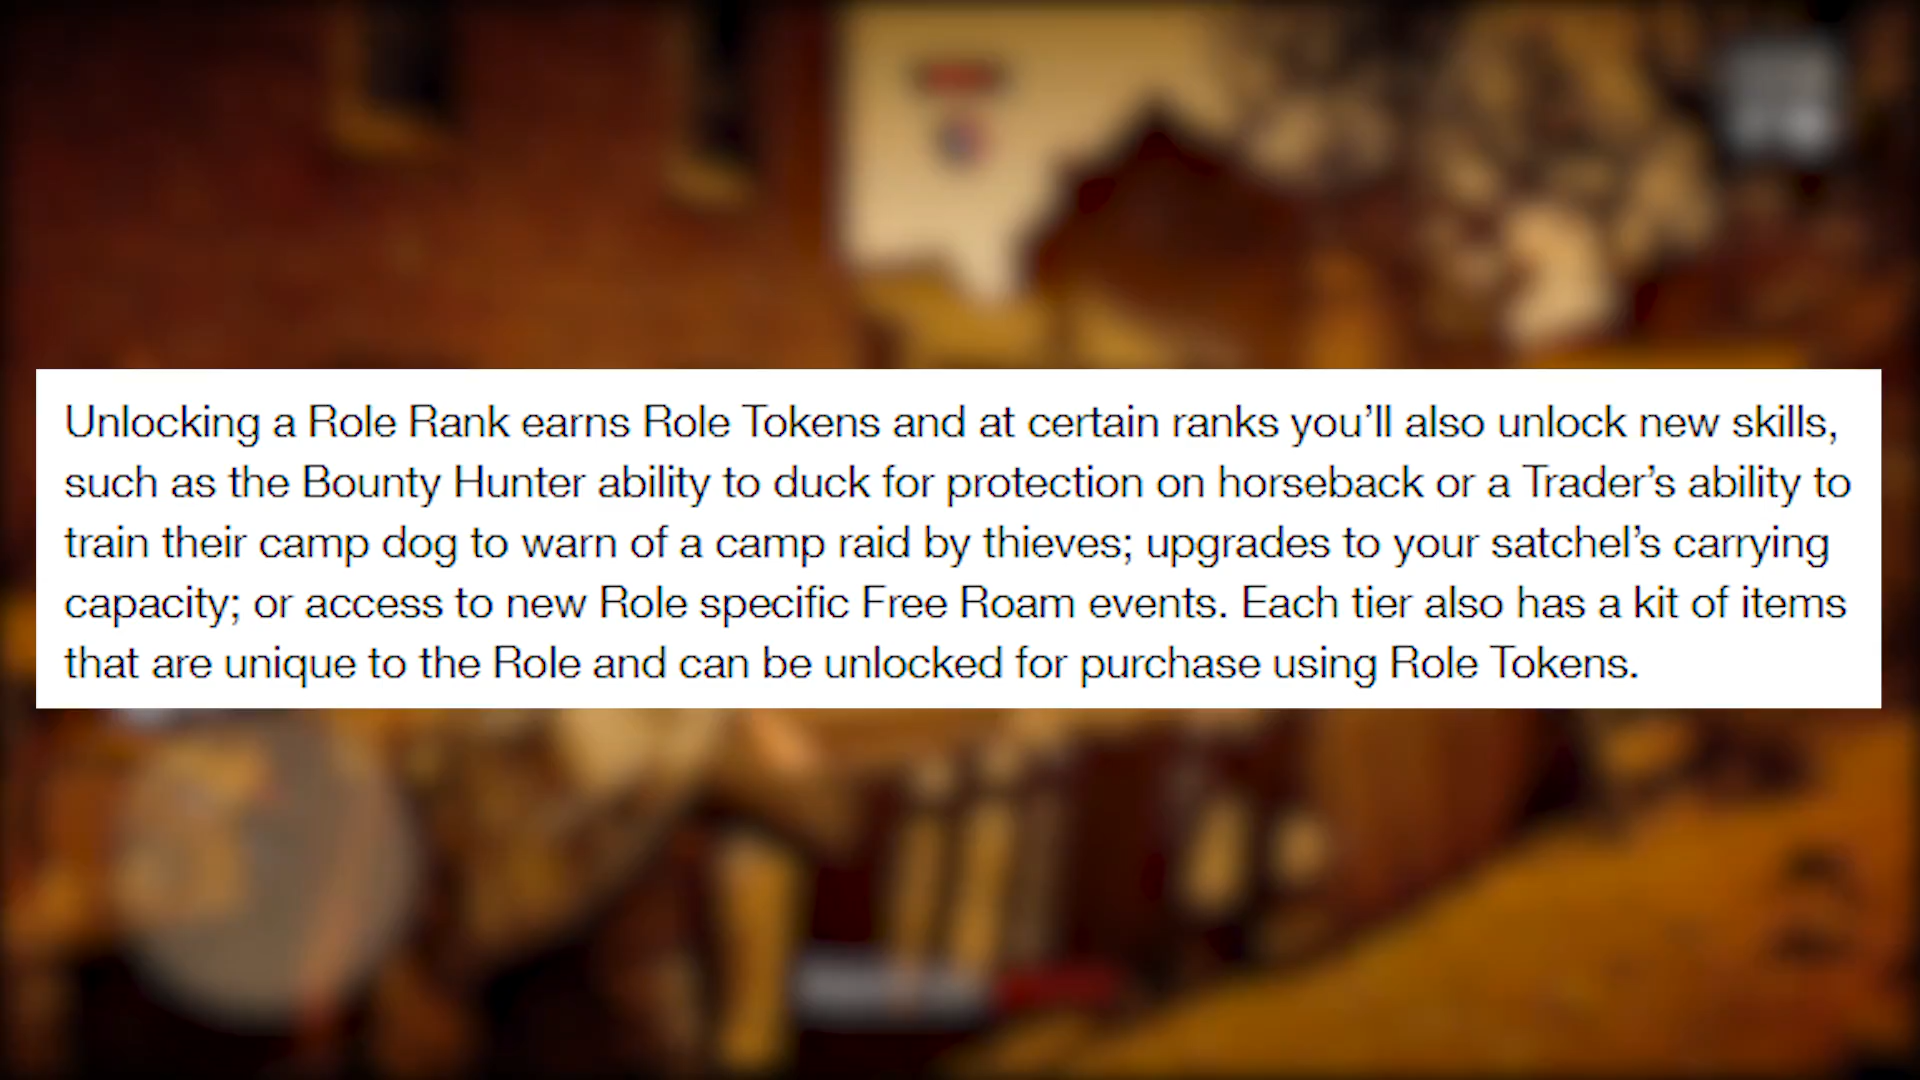 Unlocking a Role Rank earns Role Tokens and at certain ranks you’ll also unlock new skills,
such as the Bounty Hunter ability to duck for protection on horseback or a Trader’s ability to
train their camp dog to warn of a camp raid by thieves; upgrades to your satchel’s carrying
capacity; or access to new Role specific Free Roam events. Each tier also has a kit of items
that are unique to the Role and can be unlocked for purchase using Role Tokens.